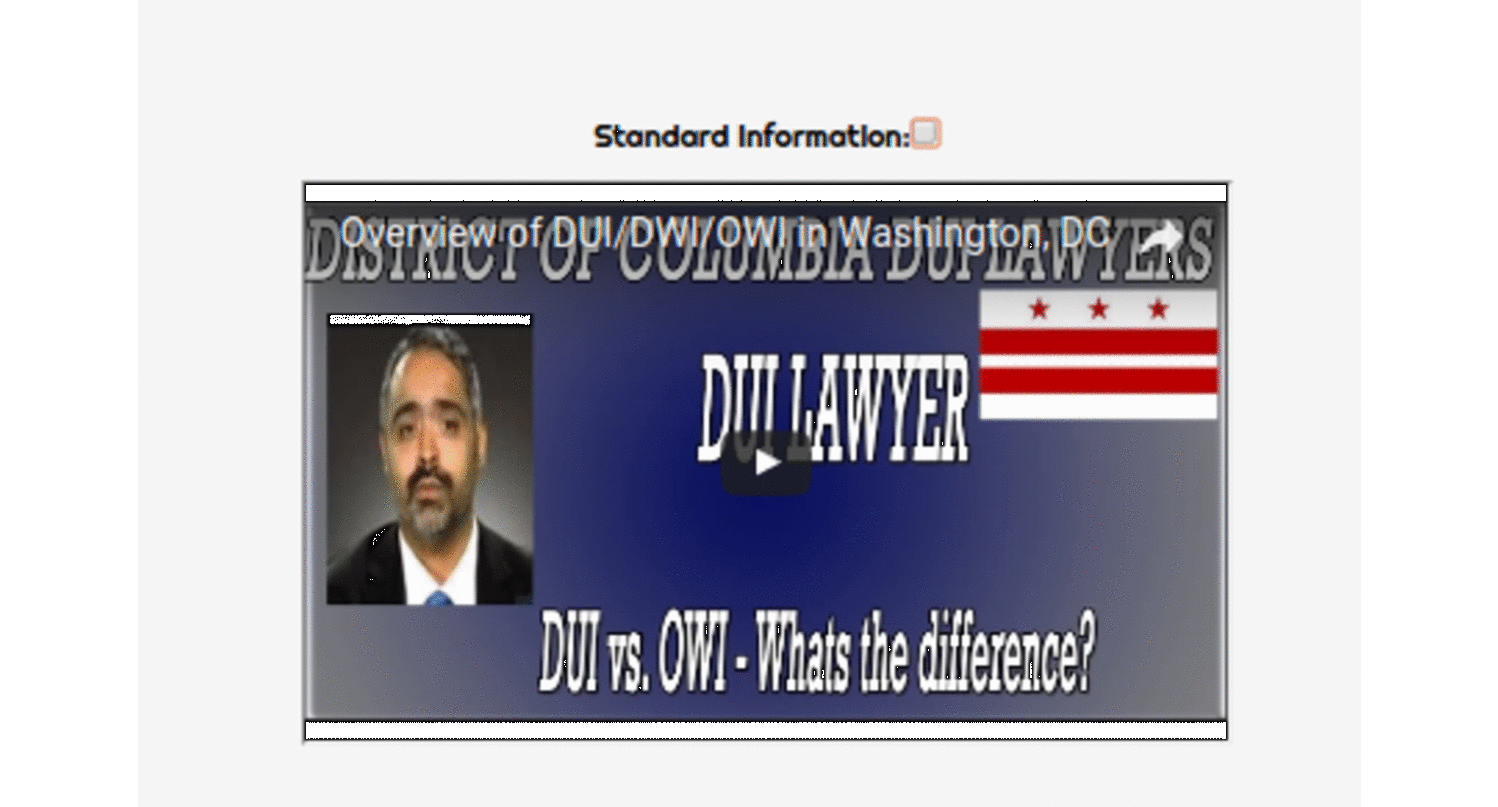 Standard Information:
Overview of DUI/DWI/OWI in Washington, DC
DISTRICT OF COLUMBIA DUI LAWYERS
DUI LAWYER
DUI vs. OWI - Whats the difference?